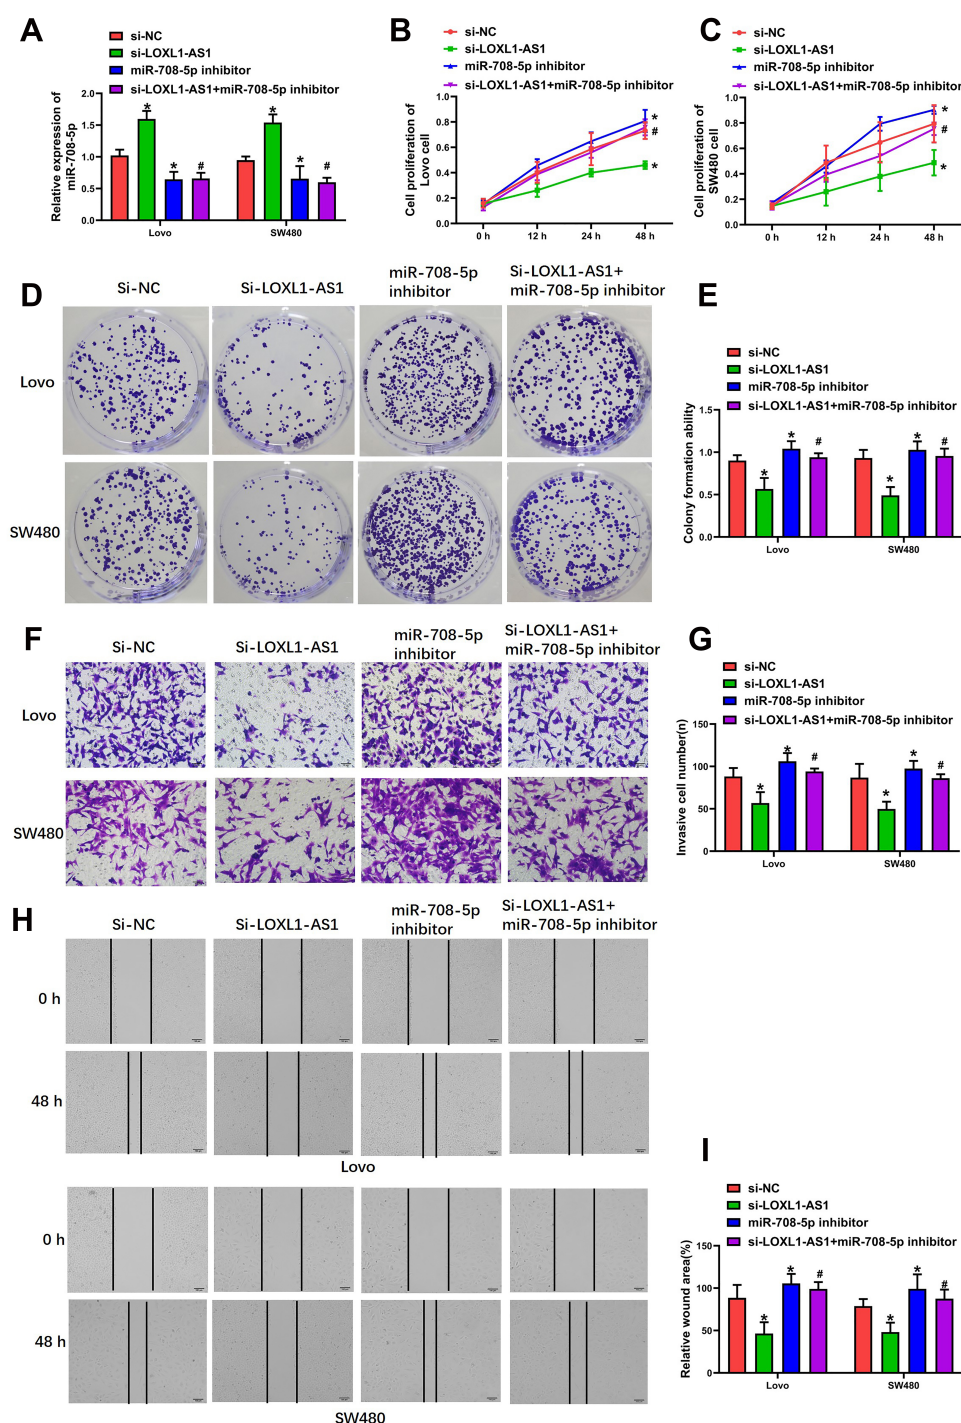 A
si-NC
si-LOXL1-AS1
miR-708-5p inhibitor
si-LOXL1-AS1+miR-708-5p inhibitor
Relative expression of
miR-708-5p
2.0
1.5
1.0
0.5
0.0
* * * #
* * #
Lovo
SW480
B
si-NC
si-LOXL1-AS1
miR-708-5p inhibitor
si-LOXL1-AS1+miR-708-5p inhibitor
Cell proliferation of
Lovo cell
1.0
0.8
0.6
0.4
0.2
0.0
*
#
*
0 h
12 h
24 h
48 h
C
si-NC
si-LOXL1-AS1
miR-708-5p inhibitor
si-LOXL1-AS1+miR-708-5p inhibitor
Cell proliferation of
SW480 cell
1.0
0.8
0.6
0.4
0.2
0.0
*
#
*
0 h
12 h
24 h
48 h
D
Si-NC
Si-LOXL1-AS1
miR-708-5p
inhibitor
Si-LOXL1-AS1+
miR-708-5p inhibitor
Lovo
SW480
E
si-NC
si-LOXL1-AS1
miR-708-5p inhibitor
si-LOXL1-AS1+miR-708-5p inhibitor
Colony formation ability
1.5
1.0
0.5
0.0
* * #
* * #
Lovo
SW480
F
Si-NC
Si-LOXL1-AS1
miR-708-5p
inhibitor
Si-LOXL1-AS1+
miR-708-5p inhibitor
Lovo
SW480
G
si-NC
si-LOXL1-AS1
miR-708-5p inhibitor
si-LOXL1-AS1+miR-708-5p inhibitor
Invasive cell number(n)
150
100
50
0
* * #
* * #
Lovo
SW480
H
Si-NC
Si-LOXL1-AS1
miR-708-5p
inhibitor
Si-LOXL1-AS1+
miR-708-5p inhibitor
0 h
48 h
Lovo
0 h
48 h
SW480
I
si-NC
si-LOXL1-AS1
miR-708-5p inhibitor
si-LOXL1-AS1+miR-708-5p inhibitor
Relative wound area(%)
150
100
50
0
* * #
* * #
Lovo
SW480